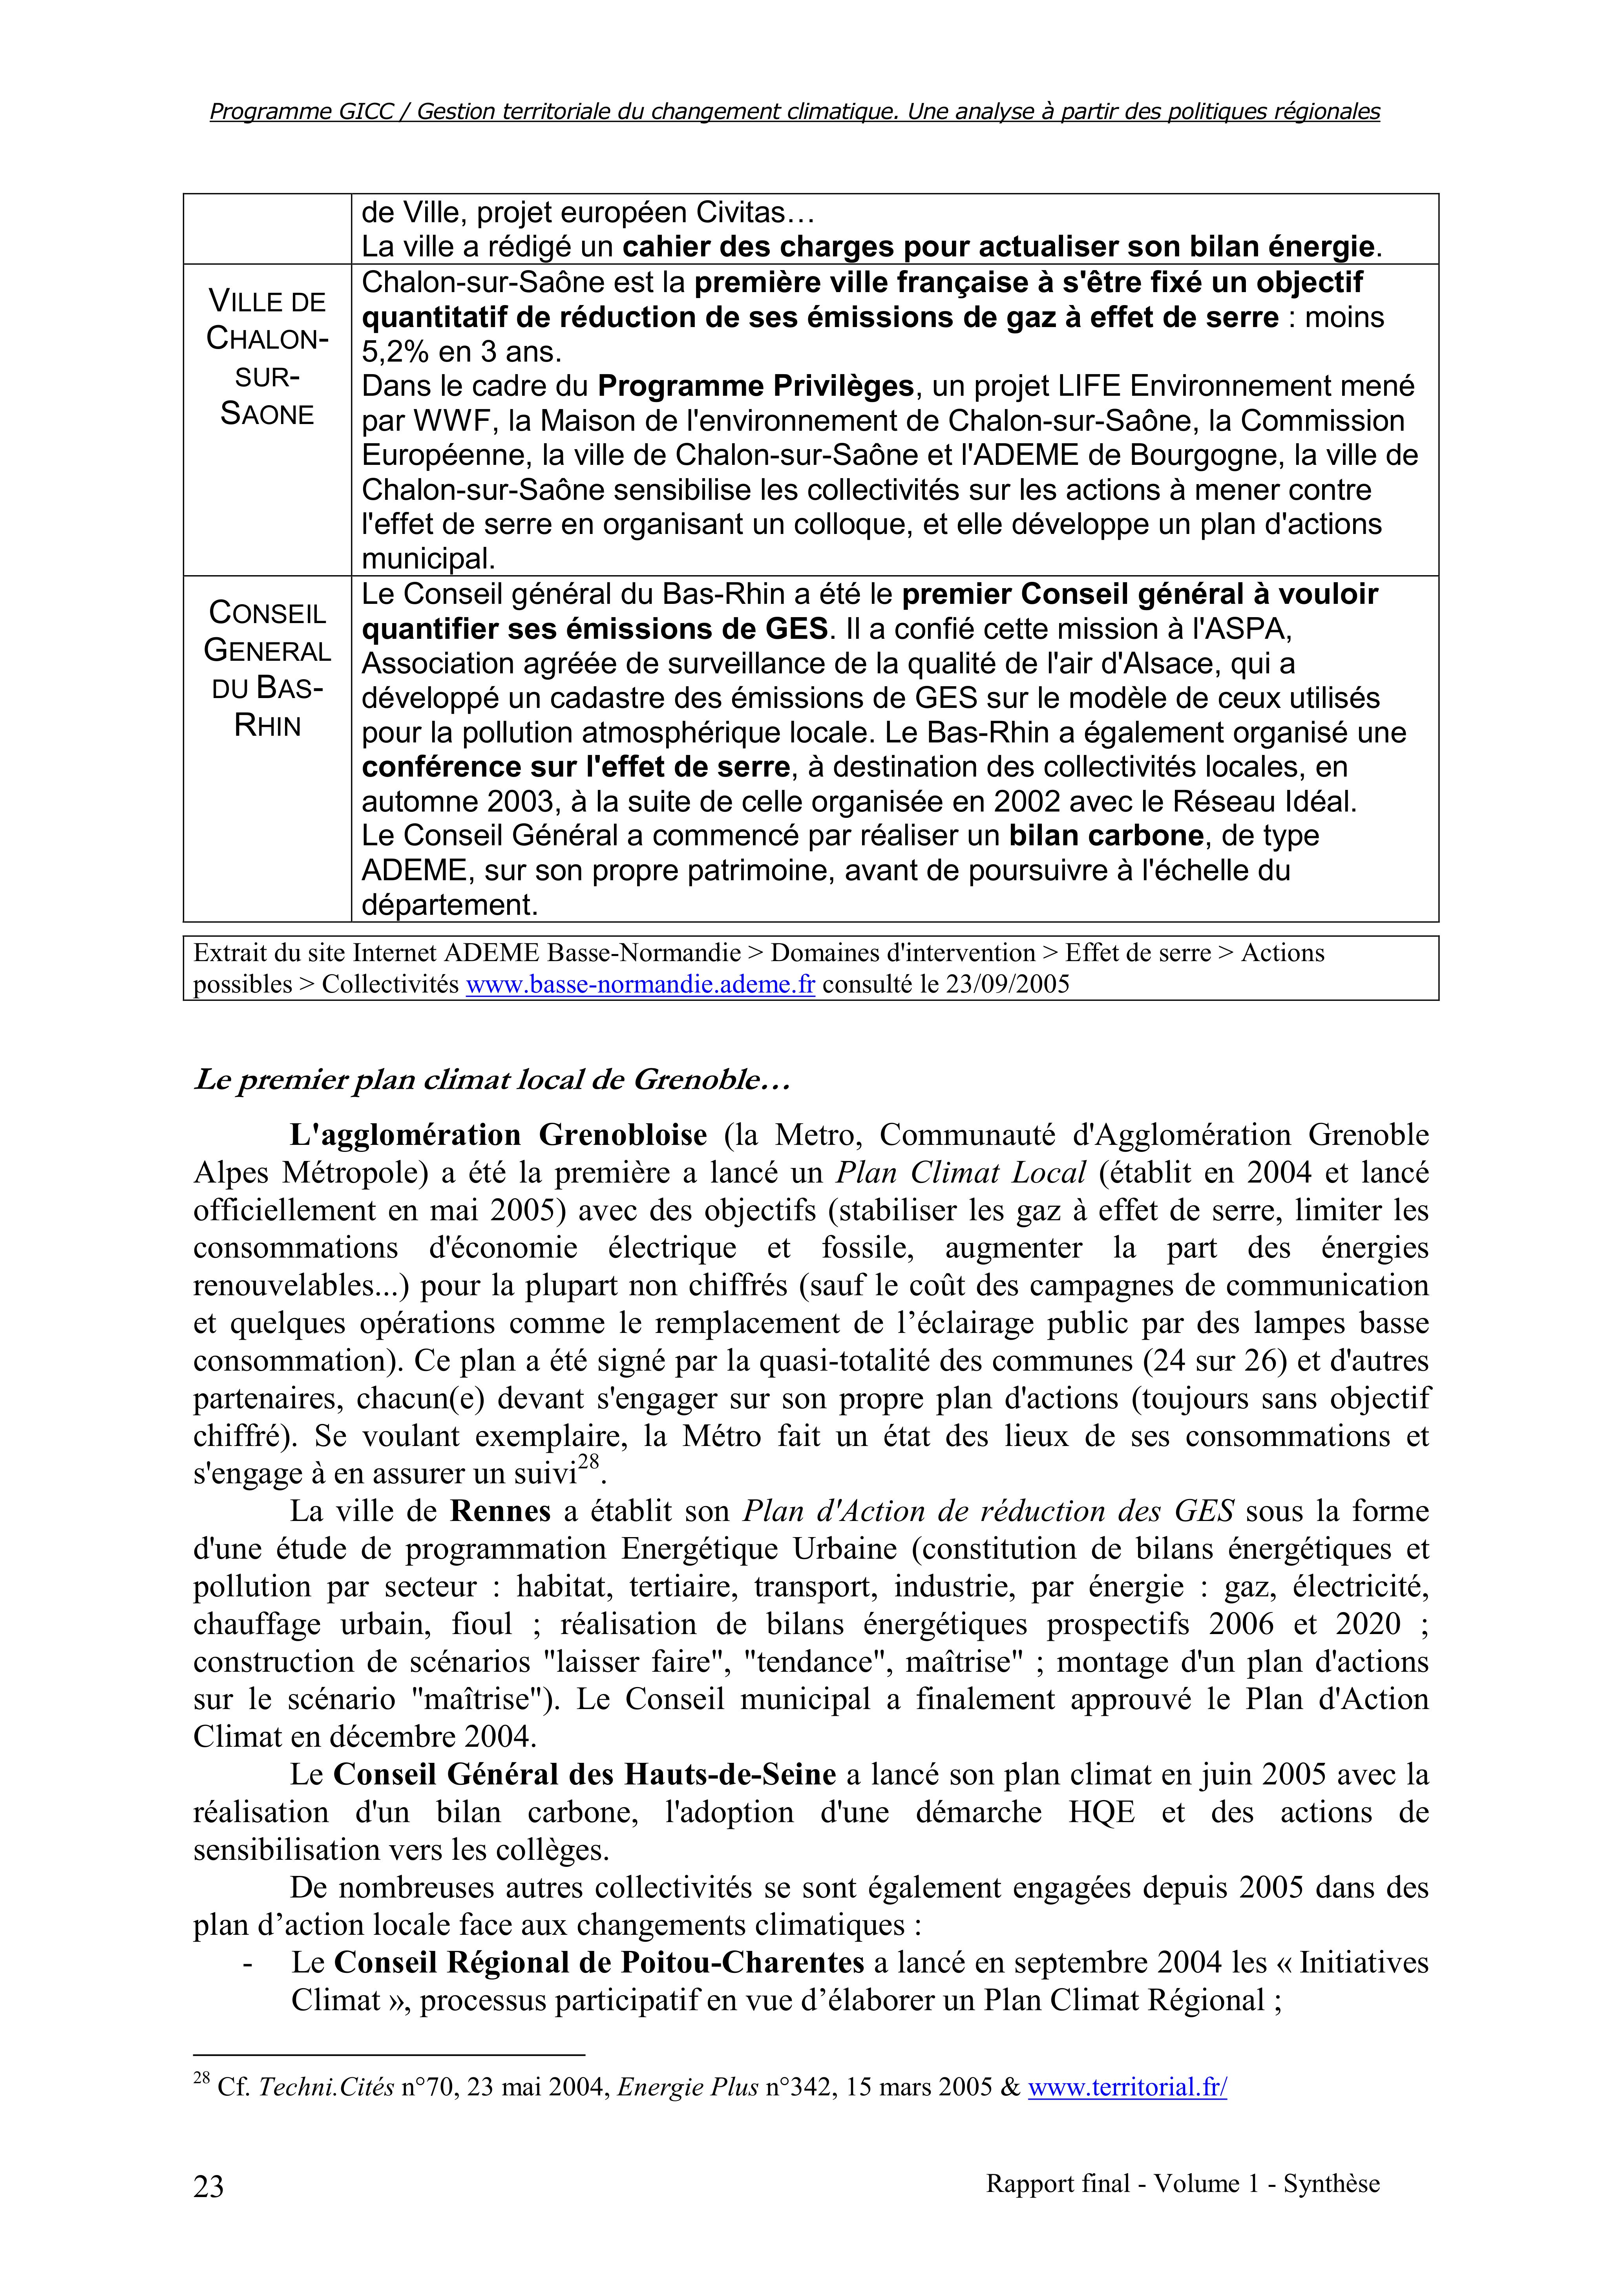 Programme GICC / Gestion territoriale du changement climatique. Une analyse à partir des politiques régionales
de Ville, projet européen Civitas…
La ville a rédigé un cahier des charges pour actualiser son bilan énergie.
VILLE DE
CHALON-
SUR-
SAONE
Chalon-sur-Saône est la première ville française à s'être fixé un objectif
quantitatif de réduction de ses émissions de gaz à effet de serre : moins
5,2% en 3 ans.
Dans le cadre du Programme Privilèges, un projet LIFE Environnement mené
par WWF, la Maison de l'environnement de Chalon-sur-Saône, la Commission
Européenne, la ville de Chalon-sur-Saône et l'ADEME de Bourgogne, la ville de
Chalon-sur-Saône sensibilise les collectivités sur les actions à mener contre
l'effet de serre en organisant un colloque, et elle développe un plan d'actions
municipal.
CONSEIL
GENERAL
DU BAS-
RHIN
Le Conseil général du Bas-Rhin a été le premier Conseil général à vouloir
quantifier ses émissions de GES. Il a confié cette mission à l'ASPA,
Association agréée de surveillance de la qualité de l'air d'Alsace, qui a
développé un cadastre des émissions de GES sur le modèle de ceux utilisés
pour la pollution atmosphérique locale. Le Bas-Rhin a également organisé une
conférence sur l'effet de serre, à destination des collectivités locales, en
automne 2003, à la suite de celle organisée en 2002 avec le Réseau Idéal.
Le Conseil Général a commencé par réaliser un bilan carbone, de type
ADEME, sur son propre patrimoine, avant de poursuivre à l'échelle du
département.
Extrait du site Internet ADEME Basse-Normandie > Domaines d'intervention > Effet de serre > Actions
possibles > Collectivités www.basse-normandie.ademe.fr consulté le 23/09/2005
Le premier plan climat local de Grenoble…
L'agglomération Grenobloise (la Metro, Communauté d'Agglomération Grenoble
Alpes Métropole) a été la première a lancé un Plan Climat Local (établit en 2004 et lancé
officiellement en mai 2005) avec des objectifs (stabiliser les gaz à effet de serre, limiter les
consommations d'économie électrique et fossile, augmenter la part des énergies
renouvelables...) pour la plupart non chiffrés (sauf le coût des campagnes de communication
et quelques opérations comme le remplacement de l’éclairage public par des lampes basse
consommation). Ce plan a été signé par la quasi-totalité des communes (24 sur 26) et d'autres
partenaires, chacun(e) devant s'engager sur son propre plan d'actions (toujours sans objectif
chiffré). Se voulant exemplaire, la Métro fait un état des lieux de ses consommations et
s'engage à en assurer un suivi28.
La ville de Rennes a établit son Plan d'Action de réduction des GES sous la forme
d'une étude de programmation Energétique Urbaine (constitution de bilans énergétiques et
pollution par secteur : habitat, tertiaire, transport, industrie, par énergie : gaz, électricité,
chauffage urbain, fioul ; réalisation de bilans énergétiques prospectifs 2006 et 2020 ;
construction de scénarios "laisser faire", "tendance", maîtrise" ; montage d'un plan d'actions
sur le scénario "maîtrise"). Le Conseil municipal a finalement approuvé le Plan d'Action
Climat en décembre 2004.
Le Conseil Général des Hauts-de-Seine a lancé son plan climat en juin 2005 avec la
réalisation d'un bilan carbone, l'adoption d'une démarche HQE et des actions de
sensibilisation vers les collèges.
De nombreuses autres collectivités se sont également engagées depuis 2005 dans des
plan d’action locale face aux changements climatiques :
- Le Conseil Régional de Poitou-Charentes a lancé en septembre 2004 les « Initiatives
Climat », processus participatif en vue d’élaborer un Plan Climat Régional ;
28 Cf. Techni.Cités n°70, 23 mai 2004, Energie Plus n°342, 15 mars 2005 & www.territorial.fr/
23
Rapport final - Volume 1 - Synthèse